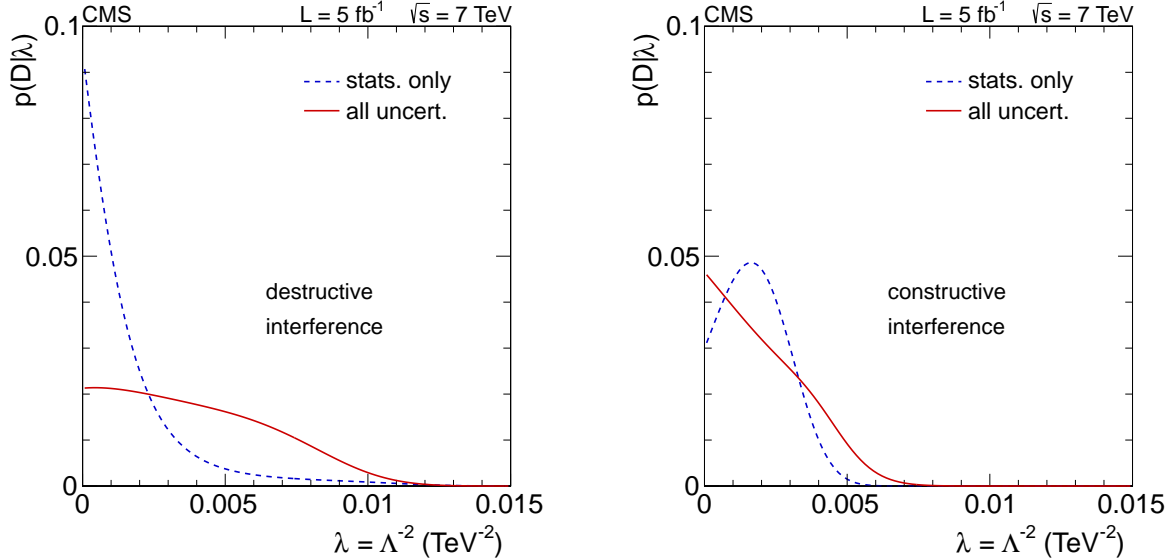 CMS
L = 5 fb⁻¹ √s = 7 TeV
p(D|λ)
0.1
0.05
0
stats. only
all uncert.
destructive
interference
0 0.005 0.010 0.015
λ = Λ⁻² (TeV⁻²)
CMS
L = 5 fb⁻¹ √s = 7 TeV
p(D|λ)
0.1
0.05
0
stats. only
all uncert.
constructive
interference
0 0.005 0.010 0.015
λ = Λ⁻² (TeV⁻²)